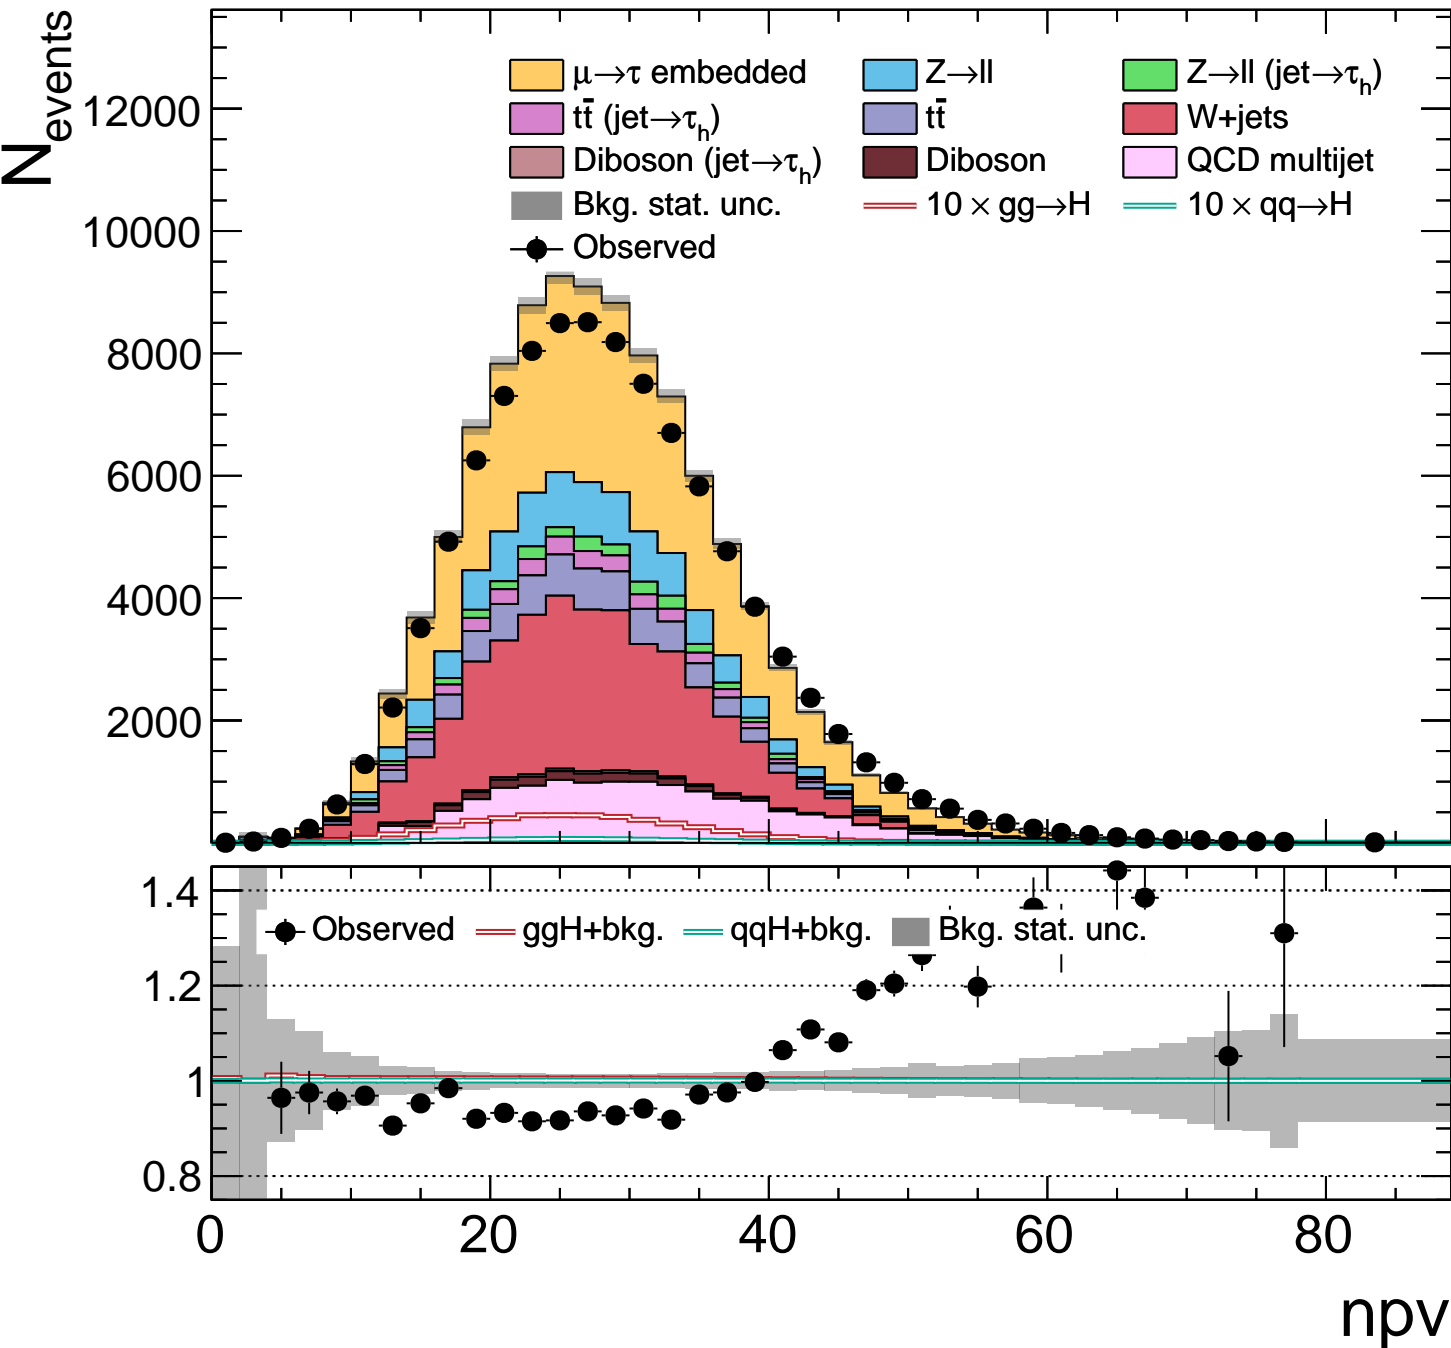 N_events
μ→τ embedded Z→ll Z→ll (jet→τ_h)
tt̄ (jet→τ_h) tt̄ W+jets
Diboson (jet→τ_h) Diboson QCD multijet
Bkg. stat. unc. 10 × gg→H 10 × qq→H
Observed
12000
10000
8000
6000
4000
2000
1.4
Observed ggH+bkg. qqH+bkg. Bkg. stat. unc.
1.2
1
0.8
0 20 40 60 80
npv